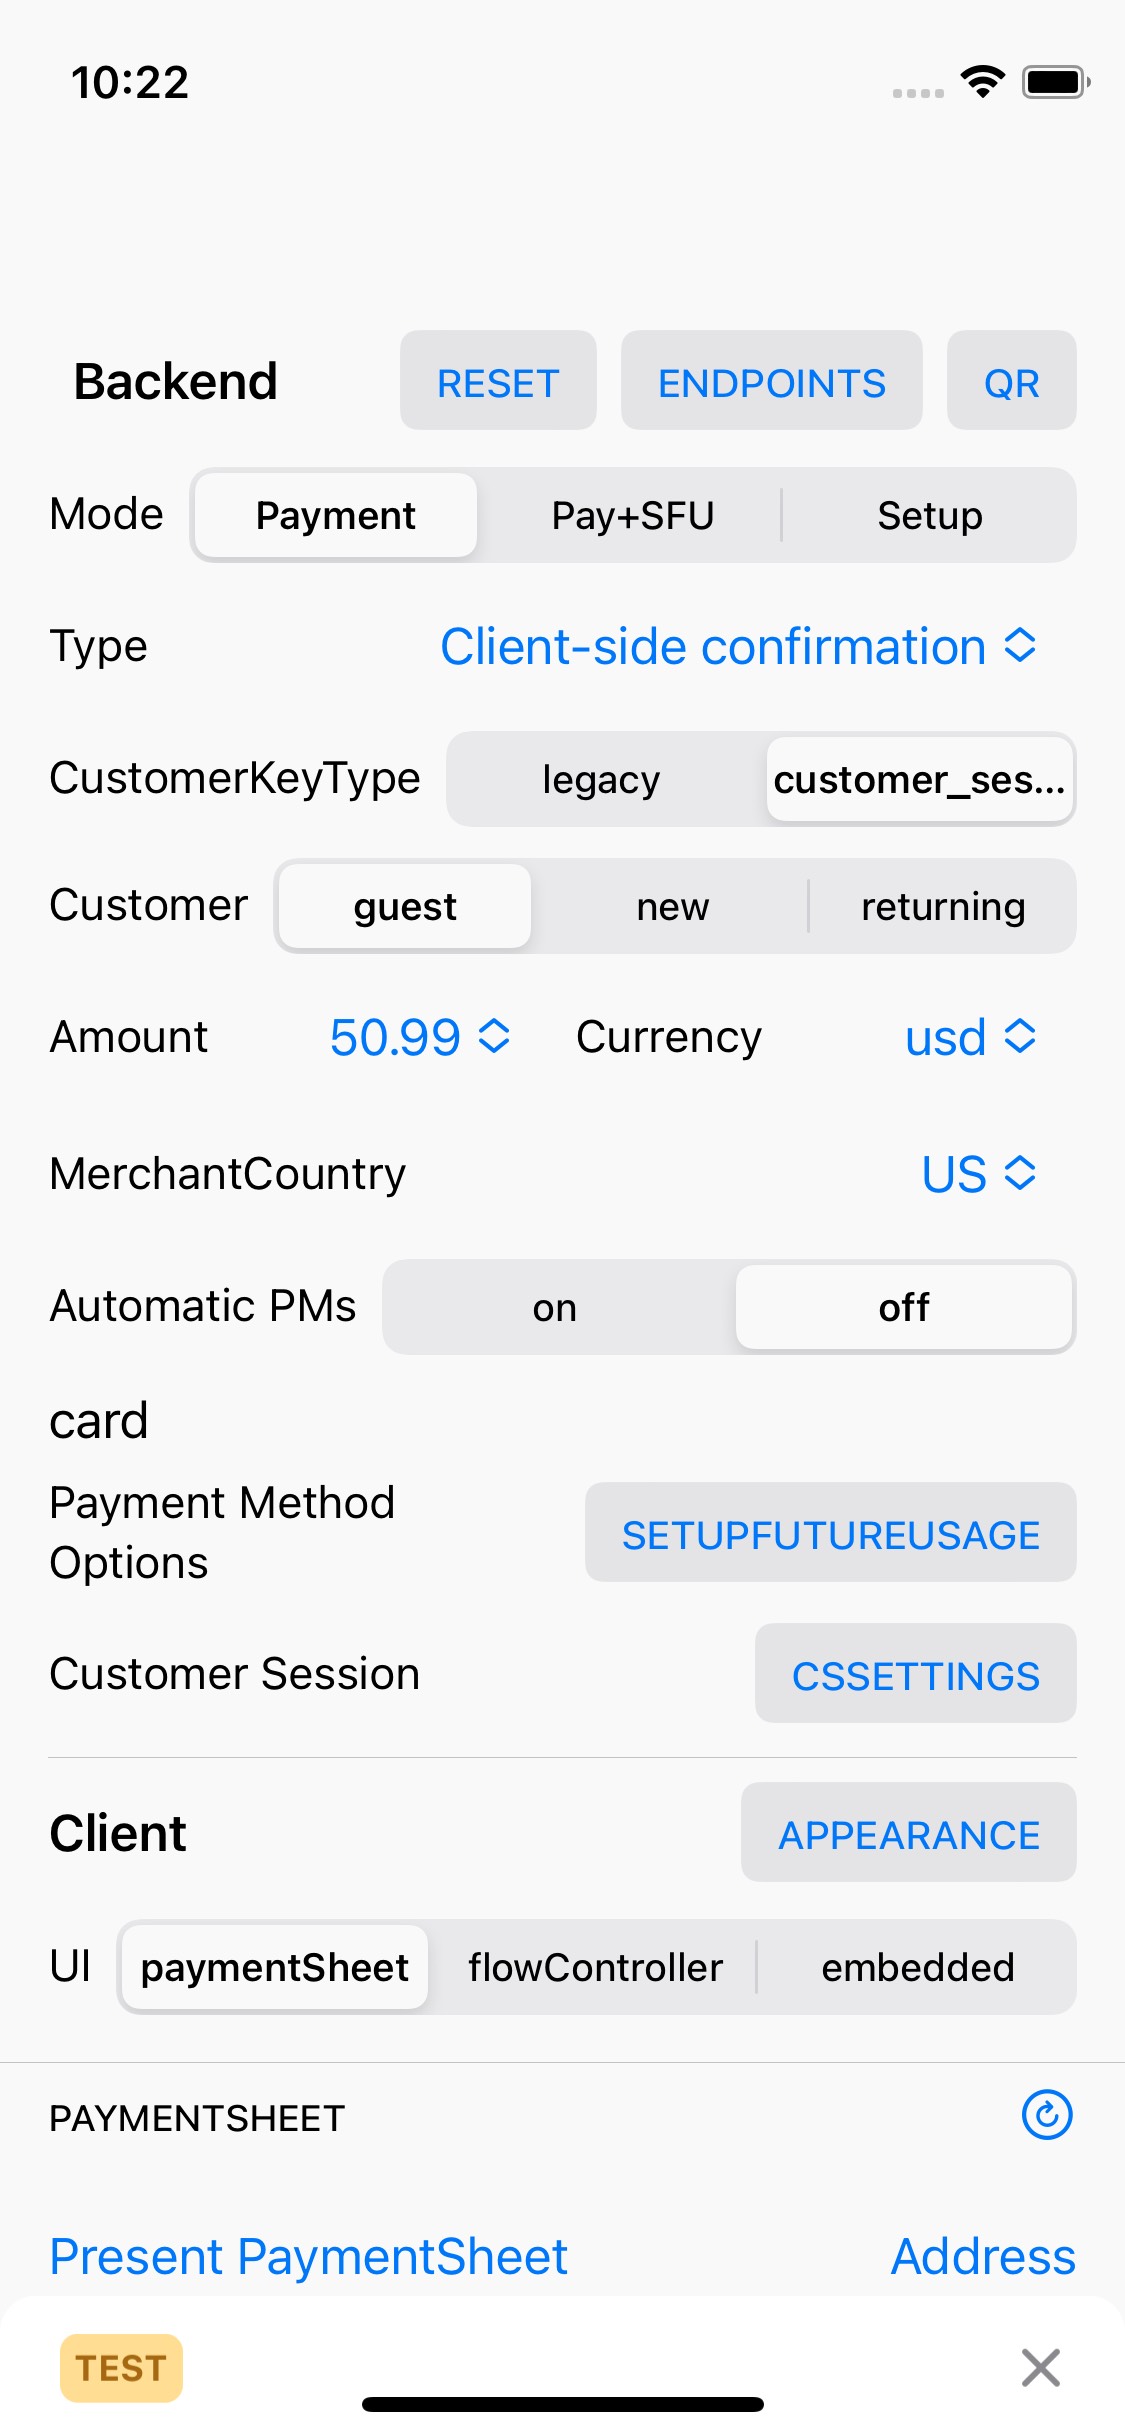 10:22
Backend RESET ENDPOINTS QR
Mode Payment Pay+SFU Setup
Type Client-side confirmation
CustomerKeyType legacy customer_ses...
Customer guest new returning
Amount 50.99 Currency usd
MerchantCountry US
Automatic PMs on off
card
Payment Method
Options SETUPFUTUREUSAGE
Customer Session CSSETTINGS
Client APPEARANCE
UI paymentSheet flowController embedded
PAYMENTSHEET
Present PaymentSheet Address
TEST